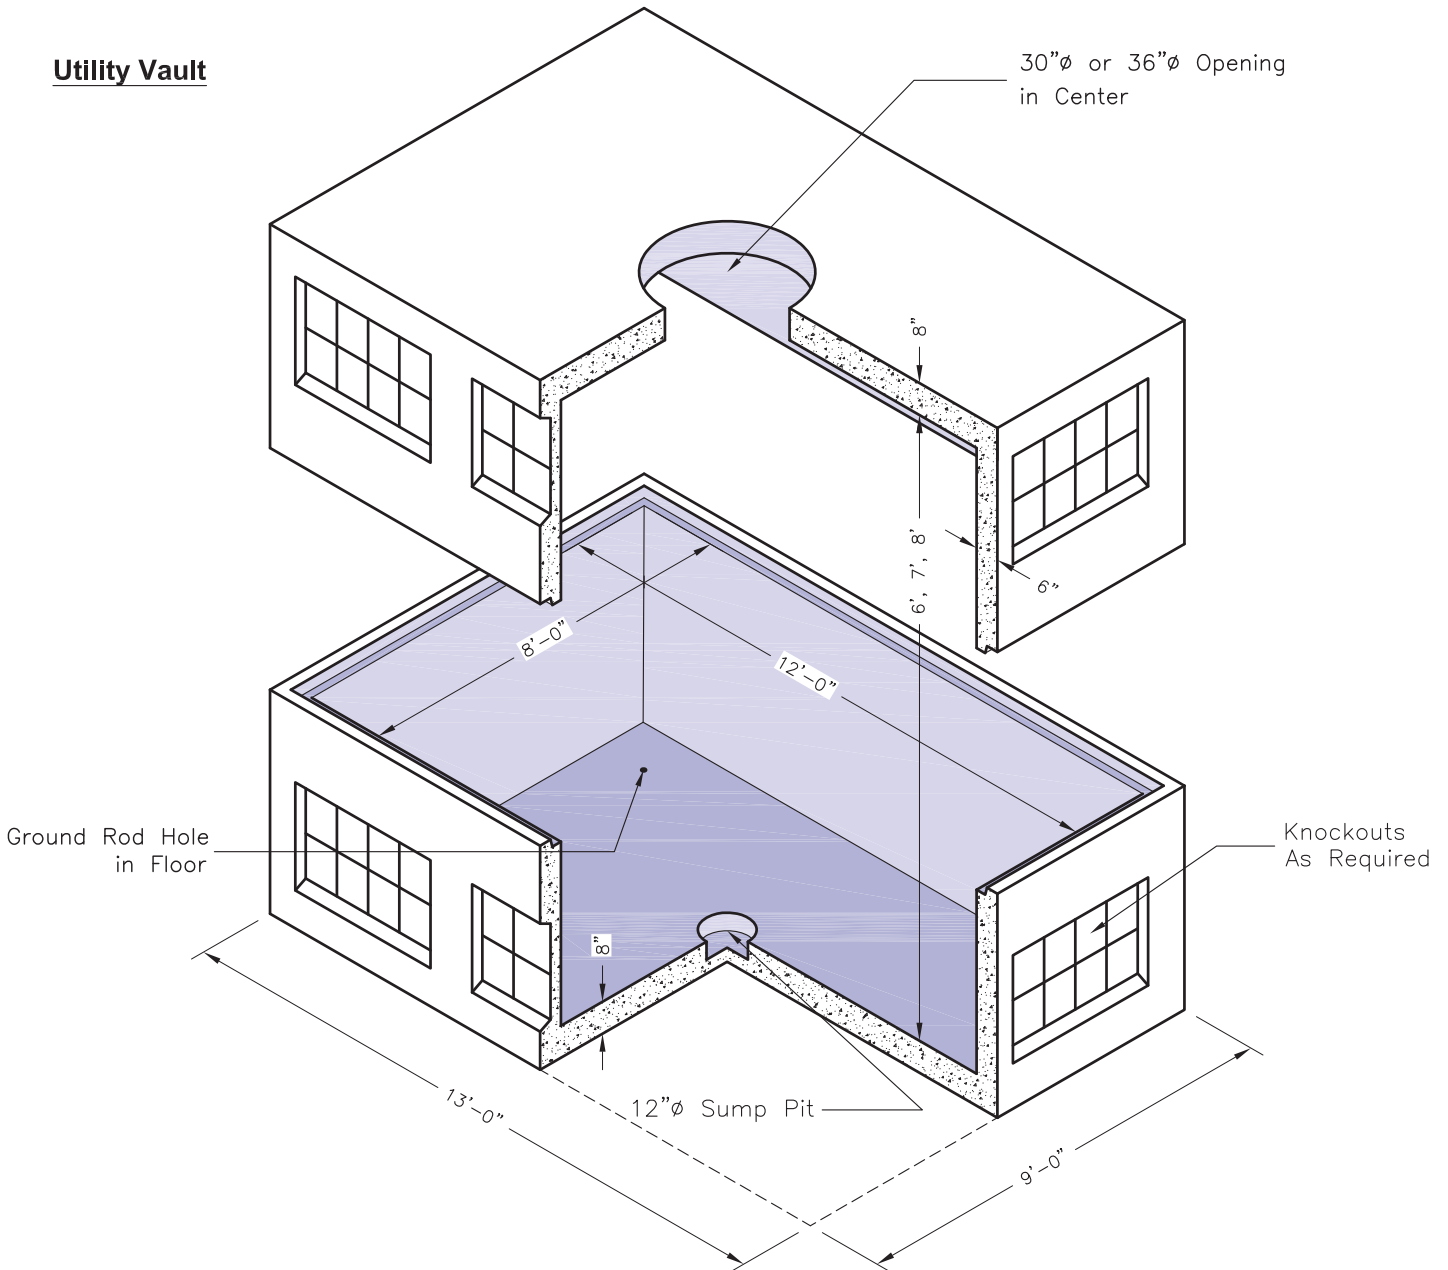 Utility Vault
30"ø or 36"ø Opening
in Center
8"
6', 7', 8'
6"
8'-0"
12'-0"
Ground Rod Hole
in Floor
Knockouts
As Required
8"
12"ø Sump Pit
13'-0"
9'-0"